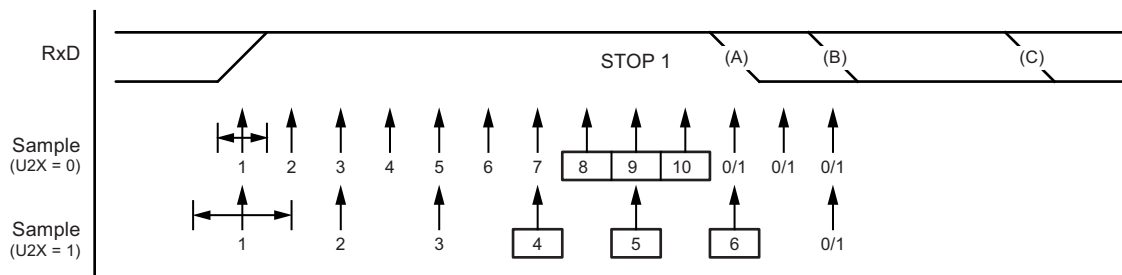 RxD
STOP 1
(A)
(B)
(C)
Sample
(U2X = 0)
1 2 3 4 5 6 7 8 9 10 0/1 0/1 0/1
Sample
(U2X = 1)
1 2 3 4 5 6 0/1